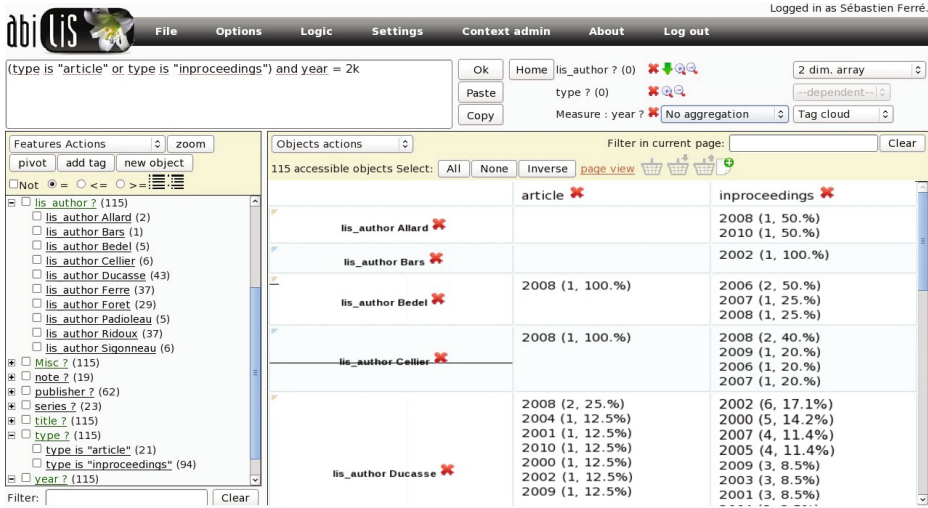 Logged in as Sébastien Ferré.
abiLIS File Options Logic Settings Context admin About Log out
(type is "article" or type is "inproceedings") and year = 2k
Ok Home lis_author ? (0) 2 dim. array
Paste type ? (0) --dependent--
Copy Measure : year ? No aggregation Tag cloud
Features Actions zoom
pivot add tag new object
Not = <= >=
lis_author ? (115)
lis_author Allard (2)
lis_author Bars (1)
lis_author Bedel (5)
lis_author Cellier (6)
lis_author Ducasse (43)
lis_author Ferre (37)
lis_author Foret (29)
lis_author Padioleau (5)
lis_author Ridoux (37)
lis_author Sigonneau (6)
Misc ? (115)
note ? (19)
publisher ? (62)
series ? (23)
title ? (115)
type ? (115)
type is "article" (21)
type is "inproceedings" (94)
year ? (115)
Filter: Clear
Objects actions Filter in current page: Clear
115 accessible objects Select: All None Inverse page view
article inproceedings
lis_author Allard
2008 (1, 50.%)
2010 (1, 50.%)
lis_author Bars
2002 (1, 100.%)
lis_author Bedel
2008 (1, 100.%)
2006 (2, 50.%)
2007 (1, 25.%)
2008 (1, 25.%)
lis_author Cellier
2008 (1, 100.%)
2008 (2, 40.%)
2009 (1, 20.%)
2006 (1, 20.%)
2007 (1, 20.%)
lis_author Ducasse
2008 (2, 25.%)
2004 (1, 12.5%)
2001 (1, 12.5%)
2010 (1, 12.5%)
2000 (1, 12.5%)
2002 (1, 12.5%)
2009 (1, 12.5%)
2002 (6, 17.1%)
2000 (5, 14.2%)
2007 (4, 11.4%)
2005 (4, 11.4%)
2009 (3, 8.5%)
2003 (3, 8.5%)
2001 (3, 8.5%)